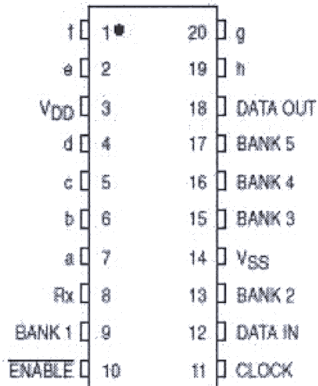 f 1 20 g
e 2 19 h
VDD 3 18 DATA OUT
d 4 17 BANK 5
c 5 16 BANK 4
b 6 15 BANK 3
a 7 14 VSS
Rx 8 13 BANK 2
BANK 1 9 12 DATA IN
ENABLE 10 11 CLOCK